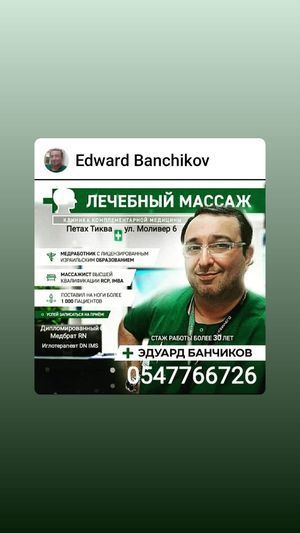 Edward Banchikov
ЛЕЧЕБНЫЙ МАССАЖ
КЛИНИКА КОМПЛЕМЕНТАРНОЙ МЕДИЦИНЫ
Петах Тиква ул. Моливер 6
МЕДРАБОТНИК С ЛИЦЕНЗИРОВАННЫМ
ИЗРАИЛЬСКИМ ОБРАЗОВАНИЕМ
МАССАЖИСТ ВЫСШЕЙ
КВАЛИФИКАЦИИ RCP, IMBA
ПОСТАВИЛ НА НОГИ БОЛЕЕ
1 000 ПАЦИЕНТОВ
УСПЕЙ ЗАПИСАТЬСЯ НА ПРИЁМ
Дипломированный
Медбрат RN
Иглотерапевт DN IMS
СТАЖ РАБОТЫ БОЛЕЕ 30 ЛЕТ
ЭДУАРД БАНЧИКОВ
0547766726